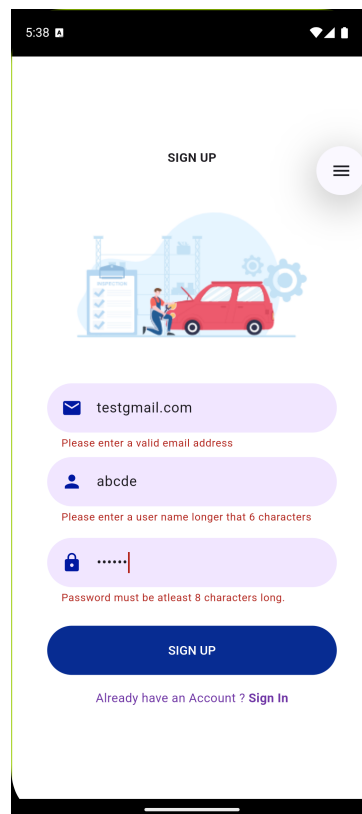 5:38 A
SIGN UP
INSPECTION
testgmail.com
Please enter a valid email address
abcde
Please enter a user name longer that 6 characters
••••••
Password must be atleast 8 characters long.
SIGN UP
Already have an Account ? Sign In